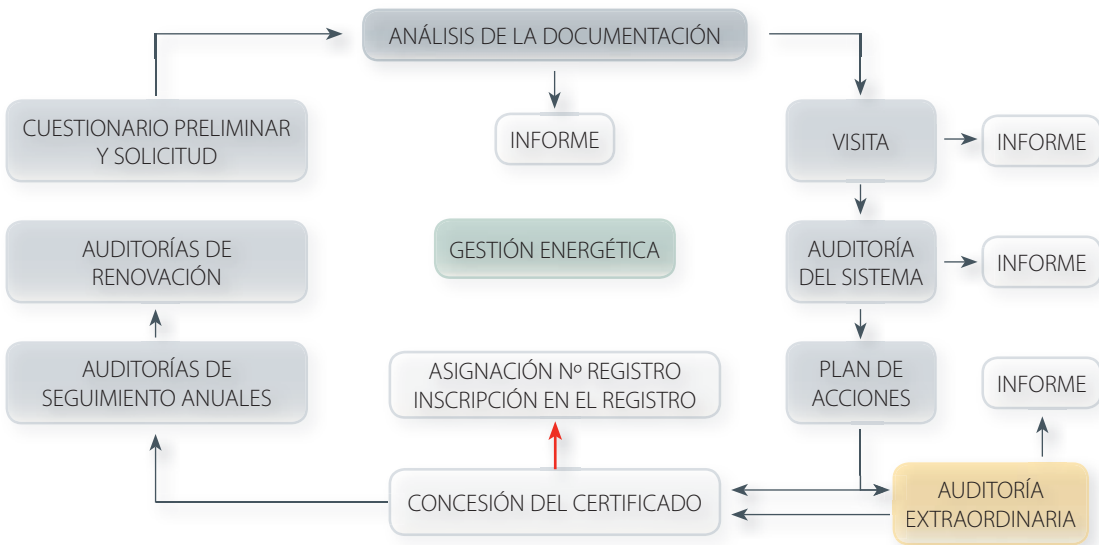 ANÁLISIS DE LA DOCUMENTACIÓN
CUESTIONARIO PRELIMINAR
Y SOLICITUD
INFORME
VISITA
INFORME
AUDITORÍAS DE
RENOVACIÓN
GESTIÓN ENERGÉTICA
AUDITORÍA
DEL SISTEMA
INFORME
AUDITORÍAS DE
SEGUIMIENTO ANUALES
ASIGNACIÓN Nº REGISTRO
INSCRIPCIÓN EN EL REGISTRO
PLAN DE
ACCIONES
INFORME
CONCESIÓN DEL CERTIFICADO
AUDITORÍA
EXTRAORDINARIA